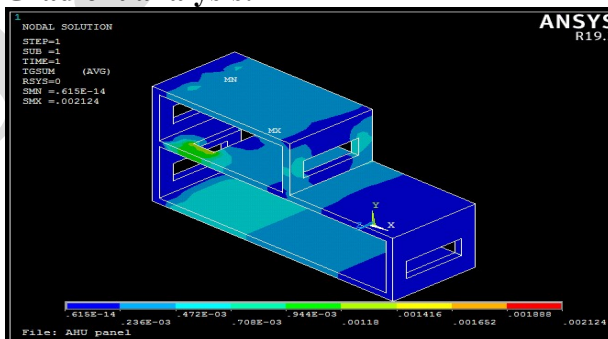 1
NODAL SOLUTION
STEP=1
SUB =1
TIME=1
TGSUM (AVG)
RSYS=0
SMN =.615E-14
SMX =.002124
ANSYS
R19.
MN
MX
Y
Z X
.615E-14 .472E-03 .944E-03 .001416 .001888
.236E-03 .708E-03 .00118 .001652 .002124
File: AHU panel